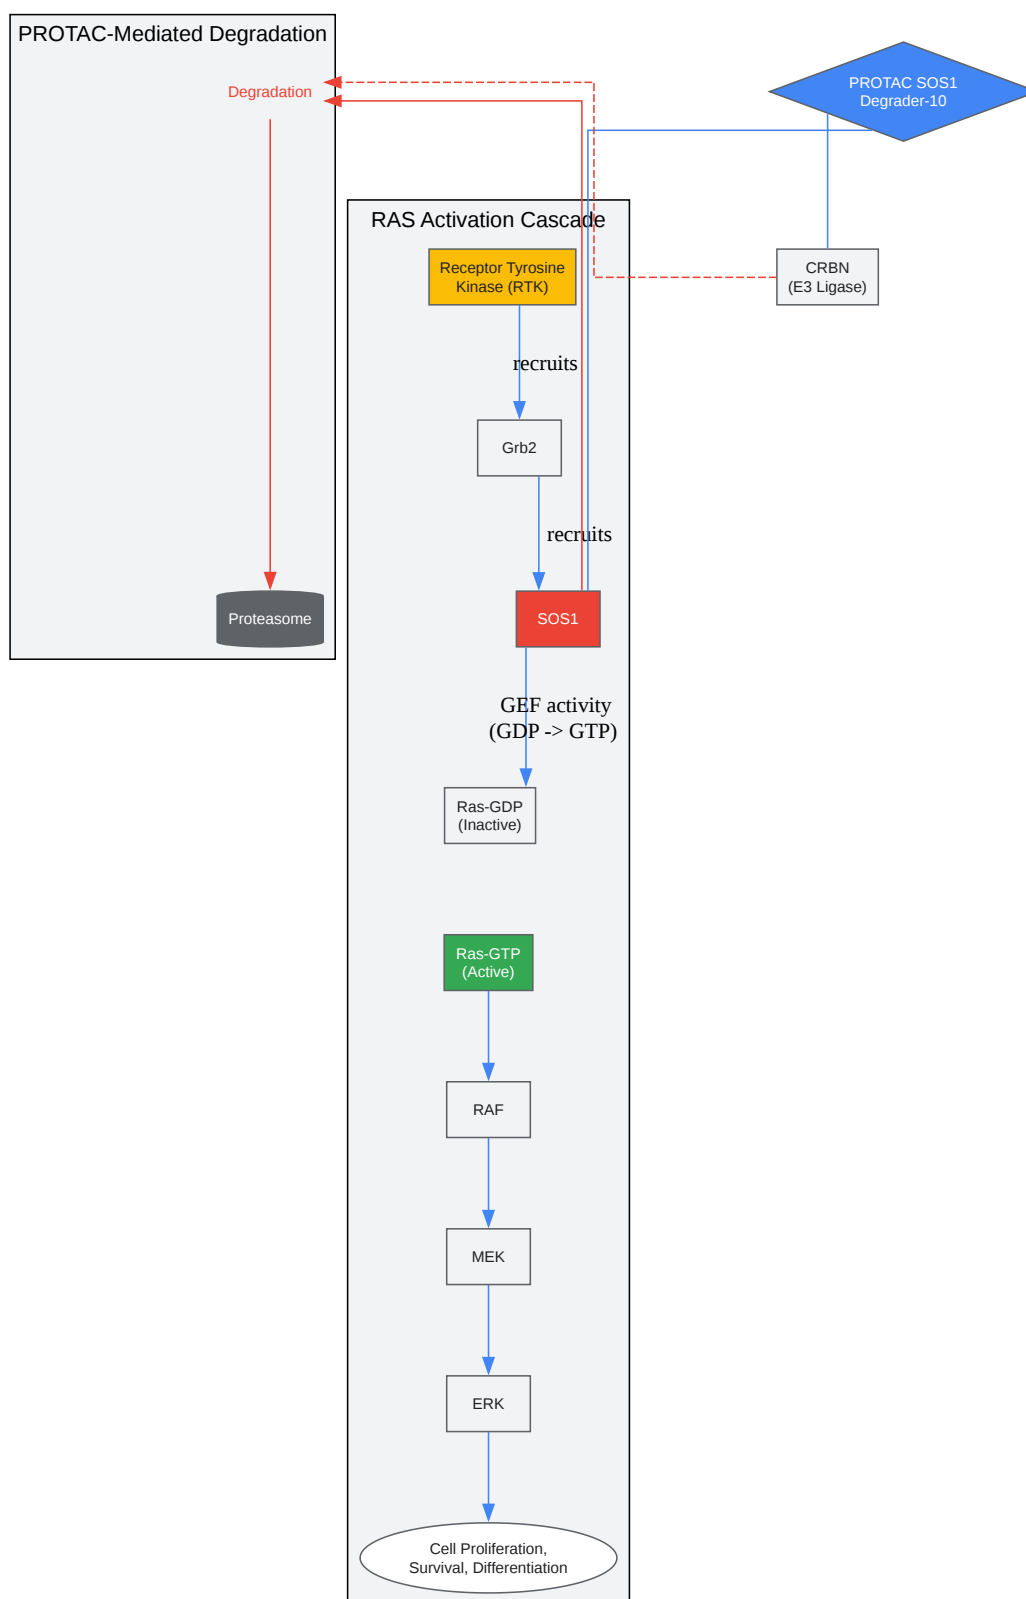 PROTAC-Mediated Degradation
Degradation
Proteasome
PROTAC SOS1
Degrader-10
CRBN
(E3 Ligase)
RAS Activation Cascade
Receptor Tyrosine
Kinase (RTK)
recruits
Grb2
recruits
SOS1
GEF activity
(GDP -> GTP)
Ras-GDP
(Inactive)
Ras-GTP
(Active)
RAF
MEK
ERK
Cell Proliferation,
Survival, Differentiation